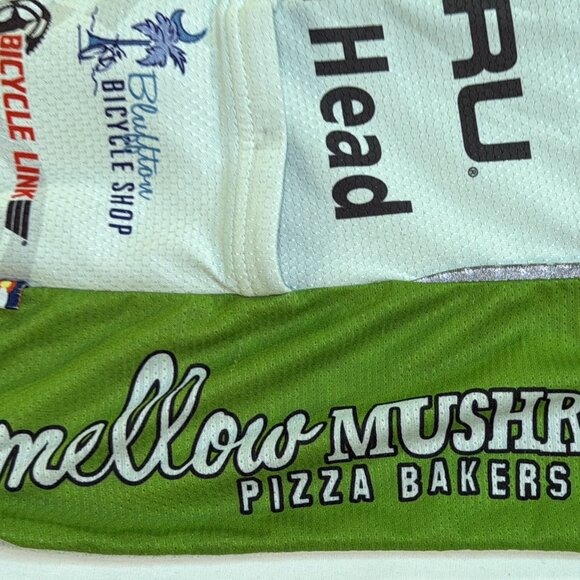 BICYCLE LINK
Bluffton
BICYCLE SHOP
Head
RU®
mellow MUSHR
PIZZA BAKERS